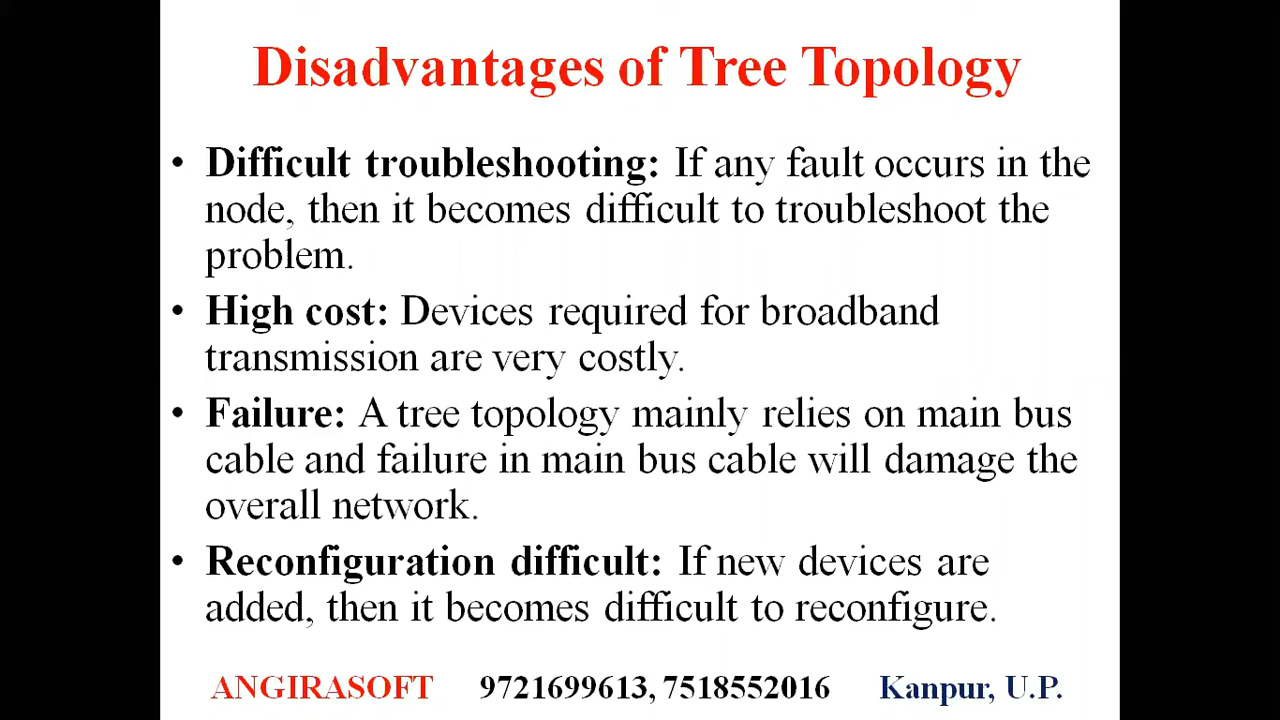 Disadvantages of Tree Topology
• Difficult troubleshooting: If any fault occurs in the
node, then it becomes difficult to troubleshoot the
problem.
• High cost: Devices required for broadband
transmission are very costly.
• Failure: A tree topology mainly relies on main bus
cable and failure in main bus cable will damage the
overall network.
• Reconfiguration difficult: If new devices are
added, then it becomes difficult to reconfigure.
ANGIRASOFT 9721699613, 7518552016 Kanpur, U.P.